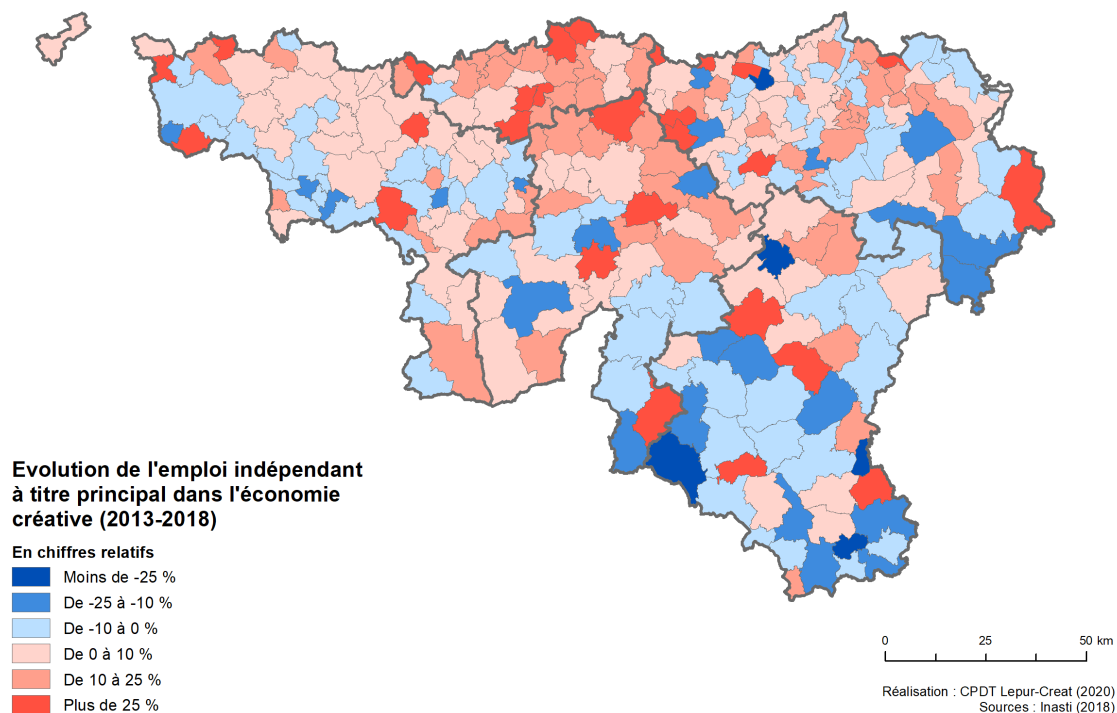 Evolution de l'emploi indépendant
à titre principal dans l'économie
créative (2013-2018)
En chiffres relatifs
Moins de -25 %
De -25 à -10 %
De -10 à 0 %
De 0 à 10 %
De 10 à 25 %
Plus de 25 %
0 25 50 km
Réalisation : CPDT Lepur-Creat (2020)
Sources : Inasti (2018)